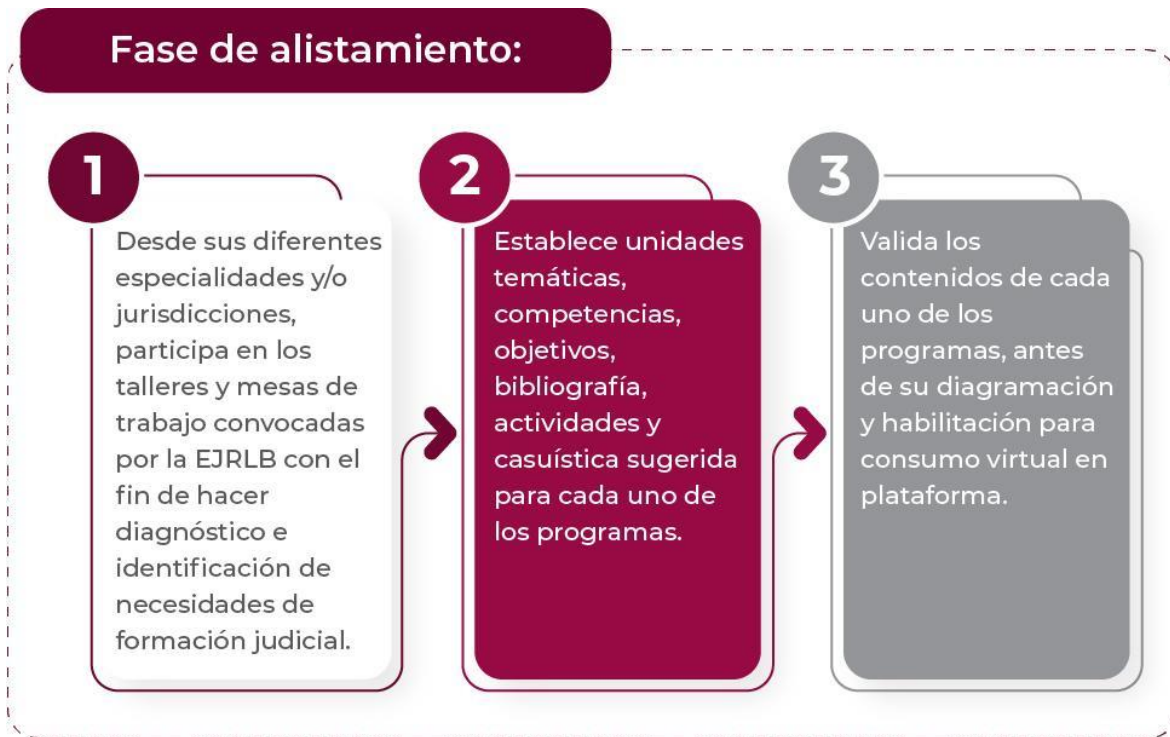 Fase de alistamiento:
1
Desde sus diferentes
especialidades y/o
jurisdicciones,
participa en los
talleres y mesas de
trabajo convocadas
por la EJRLB con el
fin de hacer
diagnóstico e
identificación de
necesidades de
formación judicial.
2
Establece unidades
temáticas,
competencias,
objetivos,
bibliografía,
actividades y
casuística sugerida
para cada uno de
los programas.
3
Valida los
contenidos de cada
uno de los
programas, antes
de su diagramación
y habilitación para
consumo virtual en
plataforma.